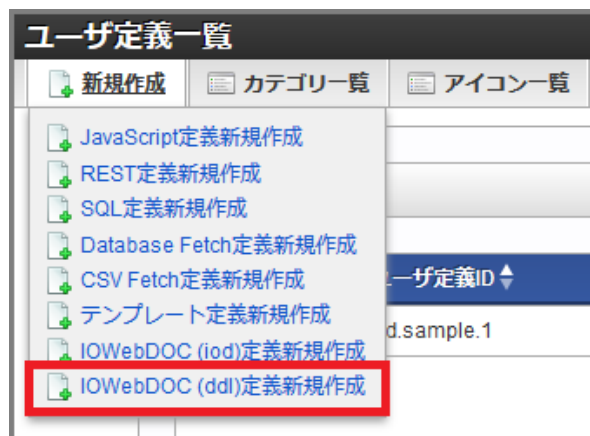 ユーザ定義一覧
新規作成 カテゴリ一覧 アイコン一覧
JavaScript定義新規作成
REST定義新規作成
SQL定義新規作成
Database Fetch定義新規作成
CSV Fetch定義新規作成
ーザ定義ID
テンプレート定義新規作成
d.sample.1
IOWebDOC (iod)定義新規作成
IOWebDOC (ddl)定義新規作成